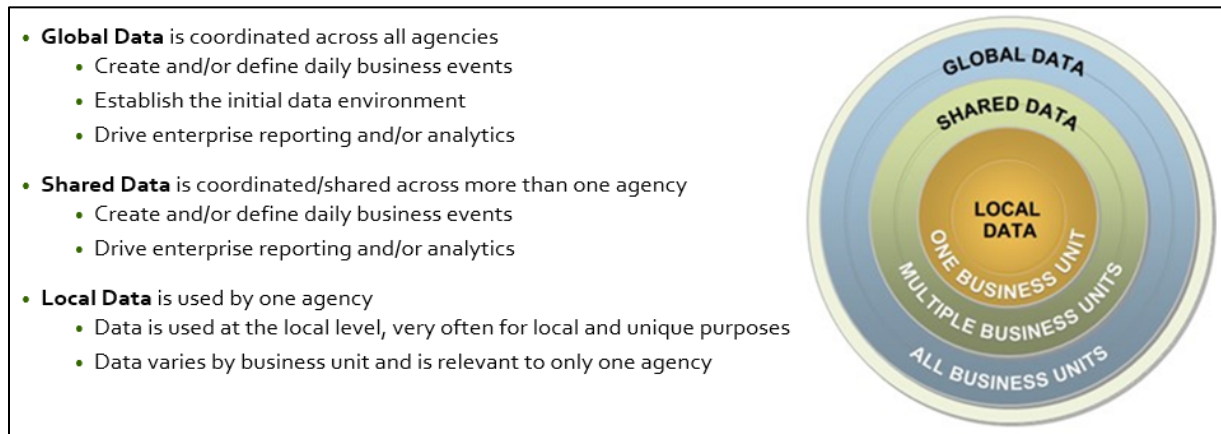 • Global Data is coordinated across all agencies
• Create and/or define daily business events
• Establish the initial data environment
• Drive enterprise reporting and/or analytics
• Shared Data is coordinated/shared across more than one agency
• Create and/or define daily business events
• Drive enterprise reporting and/or analytics
• Local Data is used by one agency
• Data is used at the local level, very often for local and unique purposes
• Data varies by business unit and is relevant to only one agency
GLOBAL DATA
SHARED DATA
LOCAL
DATA
ONE BUSINESS UNIT
MULTIPLE BUSINESS UNITS
ALL BUSINESS UNITS